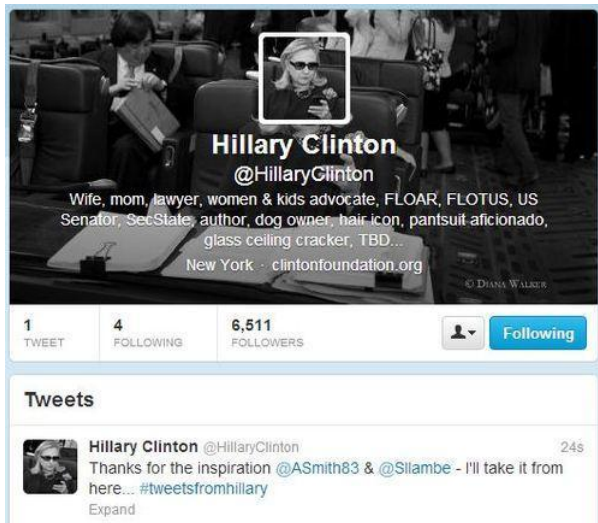 Hillary Clinton
@HillaryClinton
Wife, mom, lawyer, women & kids advocate, FLOAR, FLOTUS, US
Senator, SecState, author, dog owner, hair icon, pantsuit aficionado,
glass ceiling cracker, TBD...
New York · clintonfoundation.org
© DIANA WALKER
1
TWEET
4
FOLLOWING
6,511
FOLLOWERS
Following
Tweets
Hillary Clinton @HillaryClinton 24s
Thanks for the inspiration @ASmith83 & @Sllambe - I'll take it from
here... #tweetsfromhillary
Expand